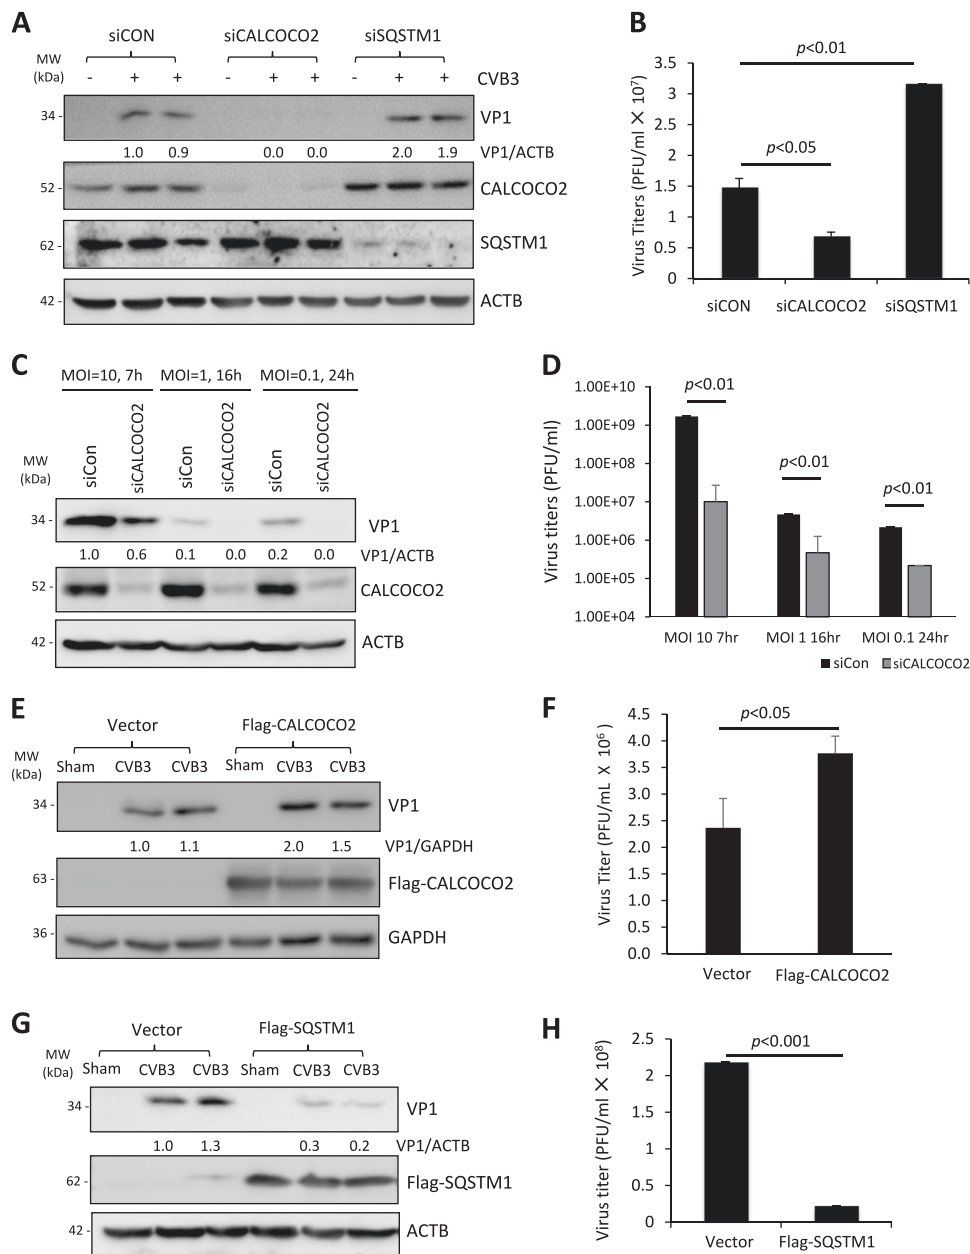 A
siCON siCALCOCO2 siSQSTM1
MW
(kDa)
- + + - + + - + + CVB3
34 - VP1
1.0 0.9 0.0 0.0 2.0 1.9 VP1/ACTB
52 - CALCOCO2
62 - SQSTM1
42 - ACTB
B
p<0.01
p<0.05
Virus Titers (PFU/ml × 10⁷)
3.5
3
2.5
2
1.5
1
0.5
0
siCON siCALCOCO2 siSQSTM1
C
MOI=10, 7h MOI=1, 16h MOI=0.1, 24h
MW
(kDa)
siCon siCALCOCO2 siCon siCALCOCO2 siCon siCALCOCO2
34 - VP1
1.0 0.6 0.1 0.0 0.2 0.0 VP1/ACTB
52 - CALCOCO2
42 - ACTB
D
Virus titers (PFU/ml)
1.00E+10
1.00E+09
1.00E+08
1.00E+07
1.00E+06
1.00E+05
1.00E+04
p<0.01
p<0.01
p<0.01
MOI 10 7hr MOI 1 16hr MOI 0.1 24hr
siCon siCALCOCO2
E
Vector Flag-CALCOCO2
MW
(kDa)
Sham CVB3 CVB3 Sham CVB3 CVB3
34 - VP1
1.0 1.1 2.0 1.5 VP1/GAPDH
63 - Flag-CALCOCO2
36 - GAPDH
F
Virus Titer (PFU/mL X 10⁶ )
4.5
4.0
3.5
3.0
2.5
2.0
1.5
1.0
0.5
0.0
p<0.05
Vector Flag-CALCOCO2
G
Vector Flag-SQSTM1
MW
(kDa)
Sham CVB3 CVB3 Sham CVB3 CVB3
34 - VP1
1.0 1.3 0.3 0.2 VP1/ACTB
62 - Flag-SQSTM1
42 - ACTB
H
Virus titer (PFU/ml × 10⁸)
2.5
2
1.5
1
0.5
0
p<0.001
Vector Flag-SQSTM1